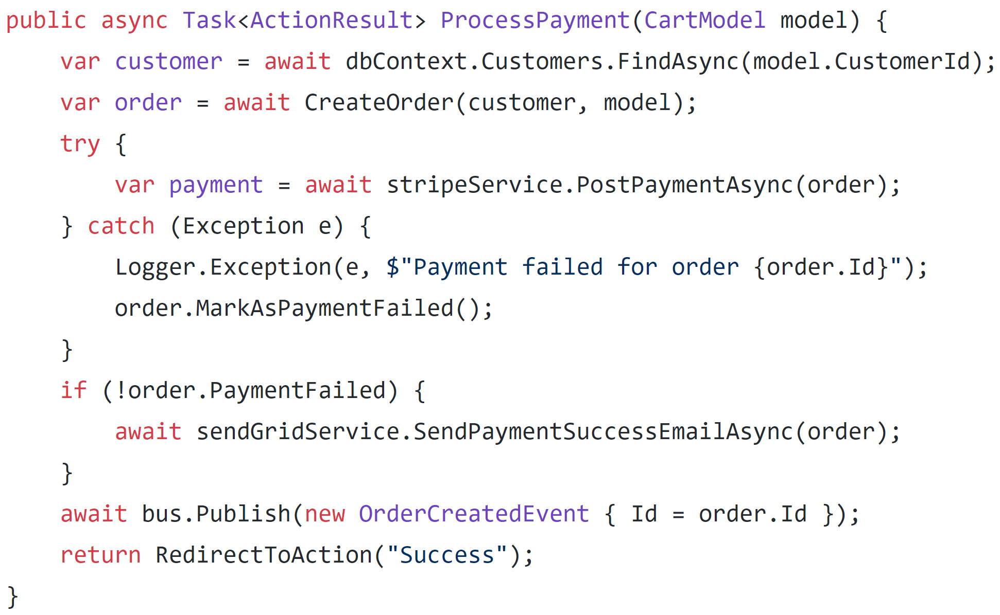 public async Task<ActionResult> ProcessPayment(CartModel model) {
    var customer = await dbContext.Customers.FindAsync(model.CustomerId);
    var order = await CreateOrder(customer, model);
    try {
        var payment = await stripeService.PostPaymentAsync(order);
    } catch (Exception e) {
        Logger.Exception(e, $"Payment failed for order {order.Id}");
        order.MarkAsPaymentFailed();
    }
    if (!order.PaymentFailed) {
        await sendGridService.SendPaymentSuccessEmailAsync(order);
    }
    await bus.Publish(new OrderCreatedEvent { Id = order.Id });
    return RedirectToAction("Success");
}